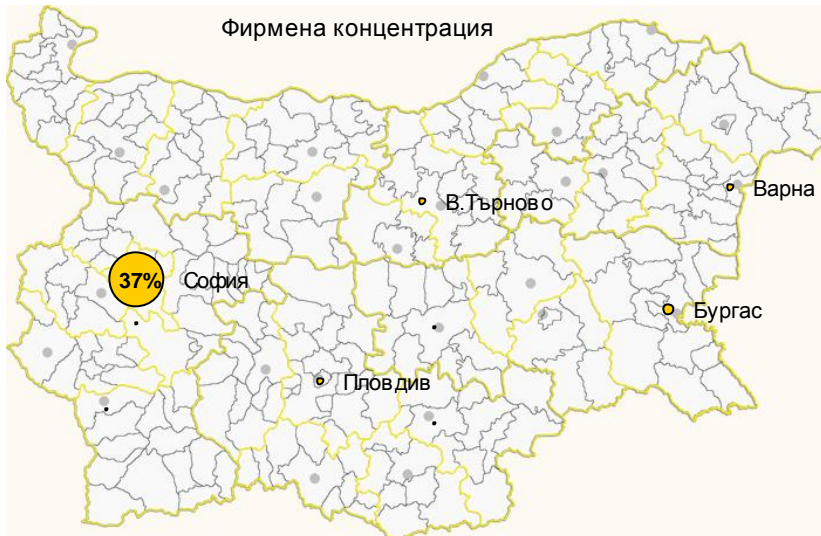 Фирмена концентрация
Варна
В.Търново
37% София
Бургас
Пловдив